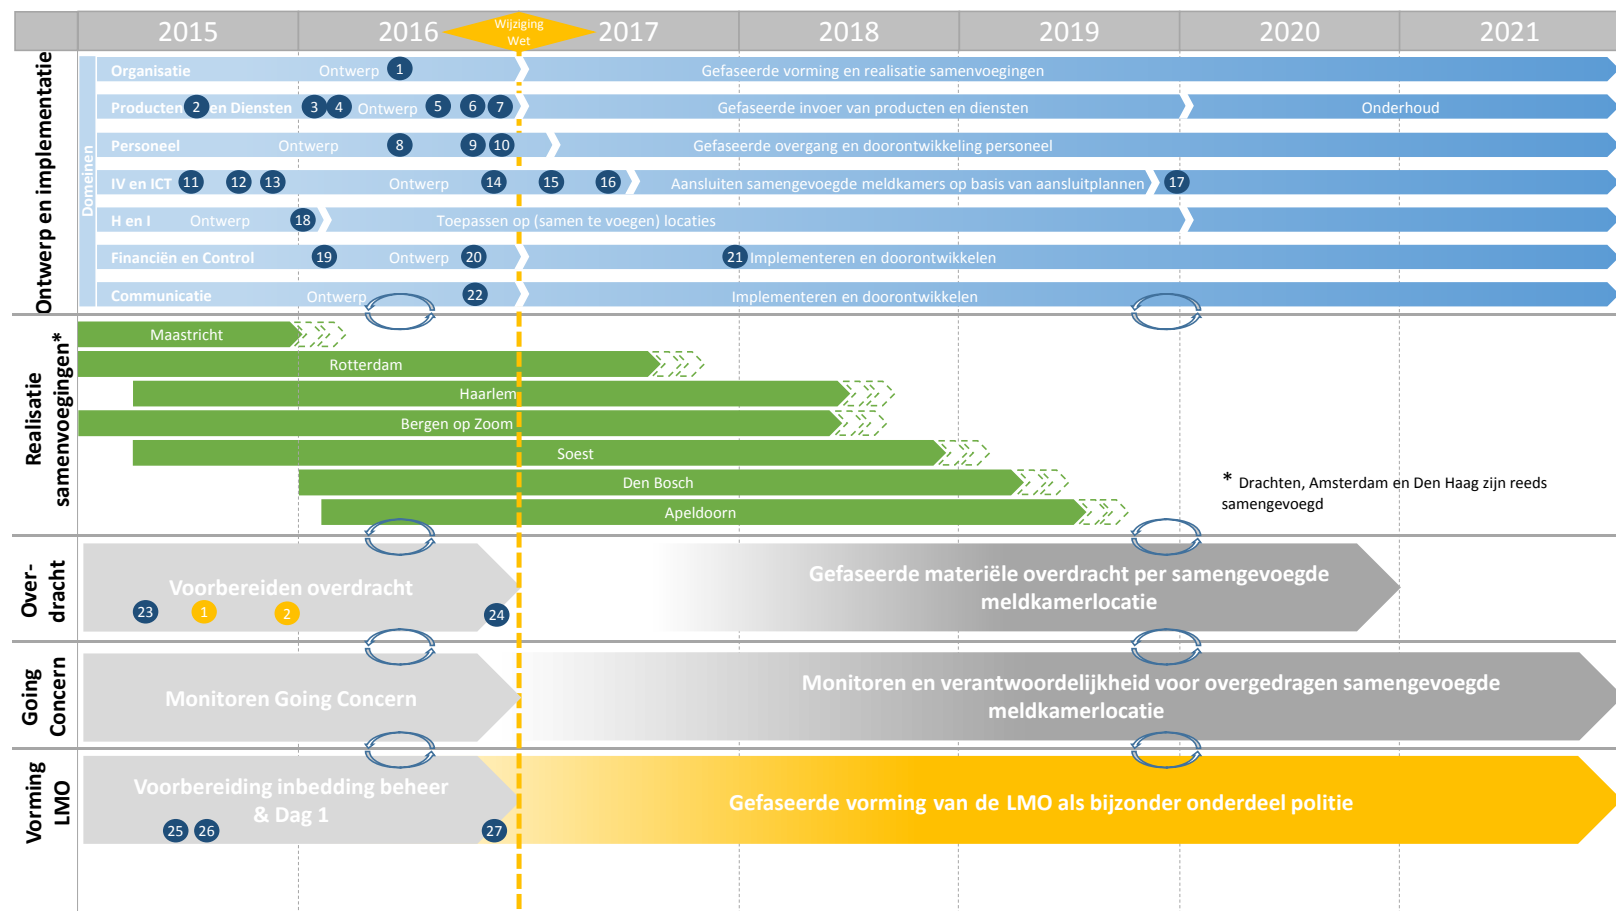 2015 2016 Wijziging Wet 2017 2018 2019 2020 2021
Ontwerp en implementatie
Domeinen
Organisatie Ontwerp 1 Gefaseerde vorming en realisatie samenvoegingen
Producten 2 en Diensten 3 4 Ontwerp 5 6 7 Gefaseerde invoer van producten en diensten Onderhoud
Personeel Ontwerp 8 9 10 Gefaseerde overgang en doorontwikkeling personeel
IV en ICT 11 12 13 Ontwerp 14 15 16 Aansluiten samengevoegde meldkamers op basis van aansluitplannen 17
H en I Ontwerp 18 Toepassen op (samen te voegen) locaties
Financiën en Control 19 Ontwerp 20 21 Implementeren en doorontwikkelen
Communicatie Ontwerp 22 Implementeren en doorontwikkelen
Realisatie
samenvoegingen*
Maastricht
Rotterdam
Haarlem
Bergen op Zoom
Soest
Den Bosch
Apeldoorn
* Drachten, Amsterdam en Den Haag zijn reeds
samengevoegd
Over-
dracht
Voorbereiden overdracht
23 1 2 24
Gefaseerde materiële overdracht per samengevoegde
meldkamerlocatie
Going
Concern
Monitoren Going Concern
Monitoren en verantwoordelijkheid voor overgedragen samengevoegde
meldkamerlocatie
Vorming
LMO
Voorbereiding inbedding beheer
& Dag 1
25 26 27
Gefaseerde vorming van de LMO als bijzonder onderdeel politie